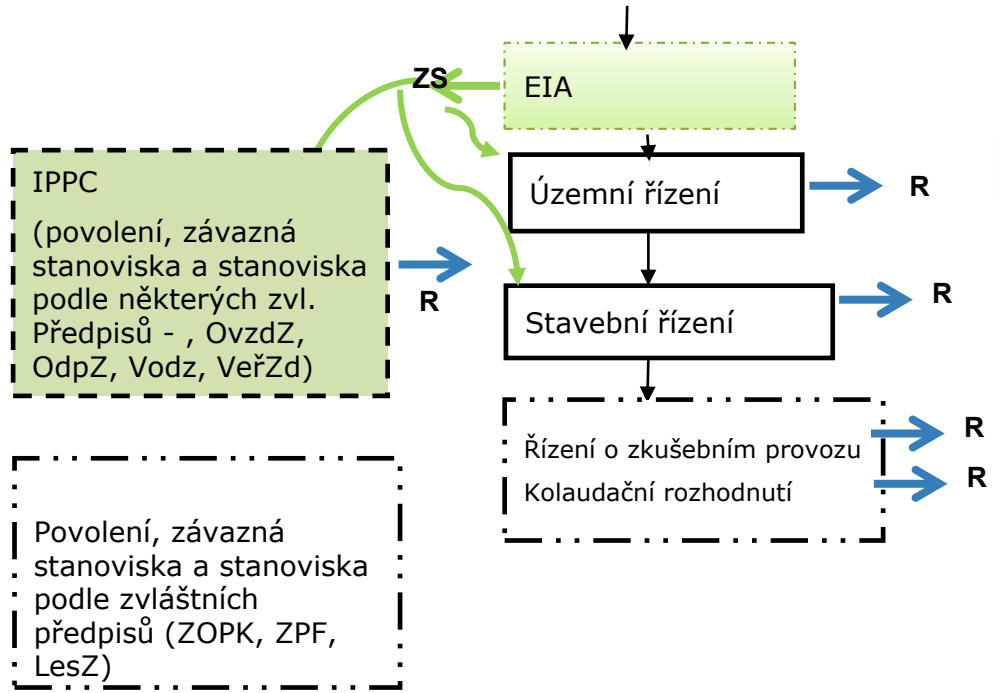 ZS
EIA
IPPC
(povolení, závazná
stanoviska a stanoviska
podle některých zvl.
Předpisů - , OvzdZ,
OdpZ, Vodz, VeřZd)
R
Územní řízení
R
Stavební řízení
R
Řízení o zkušebním provozu
R
Kolaudační rozhodnutí
R
Povolení, závazná
stanoviska a stanoviska
podle zvláštních
předpisů (ZOPK, ZPF,
LesZ)